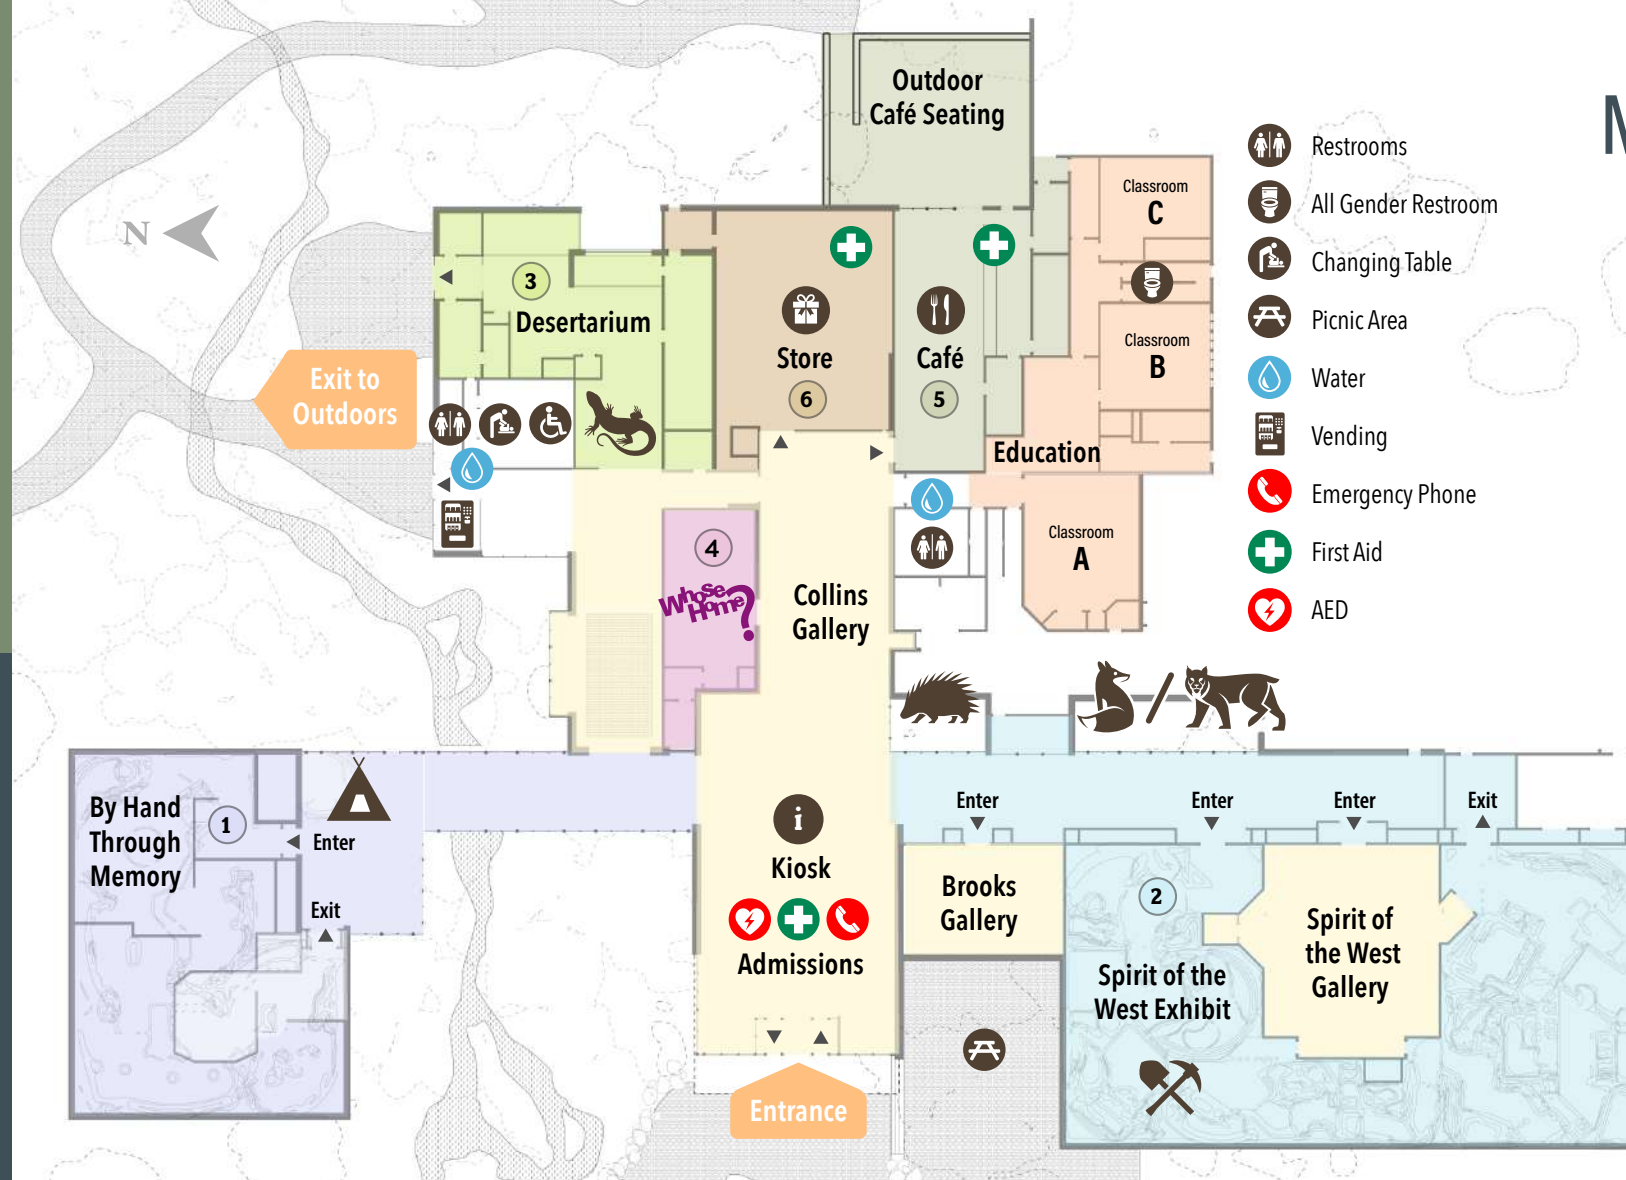 Outdoor
Café Seating
M
Restrooms
All Gender Restroom
Changing Table
Picnic Area
Water
Vending
Emergency Phone
First Aid
AED
N
Classroom
C
3
Desertarium
Store
6
Café
5
Classroom
B
Exit to
Outdoors
Education
Classroom
A
4
Whose
Home?
Collins
Gallery
By Hand
Through
Memory
1
Enter
Exit
i
Kiosk
Admissions
Enter
Enter
Enter
Exit
Brooks
Gallery
2
Spirit of the
West Exhibit
Spirit of
the West
Gallery
Entrance